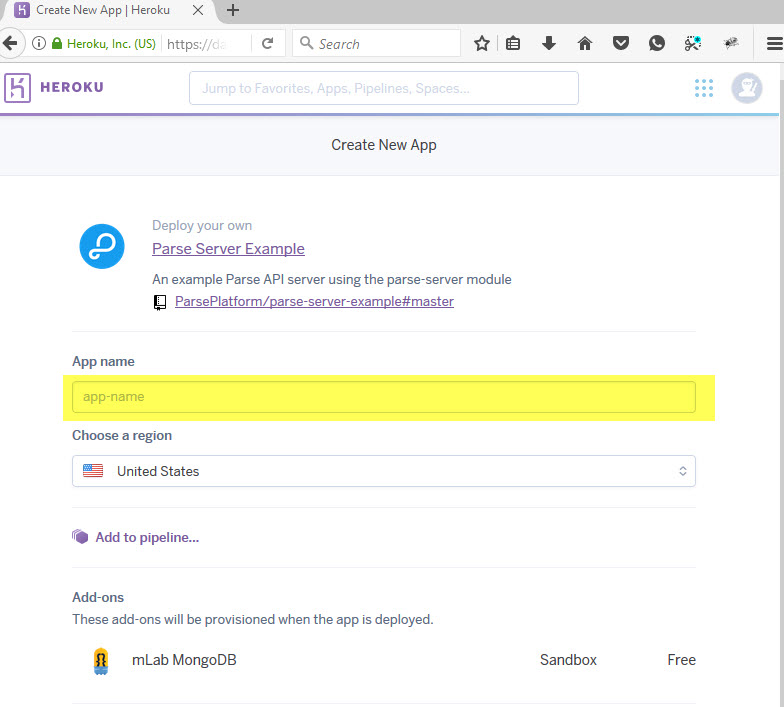 Create New App | Heroku
Heroku, Inc. (US) https://da
Search
HEROKU
Jump to Favorites, Apps, Pipelines, Spaces...
Create New App
Deploy your own
Parse Server Example
An example Parse API server using the parse-server module
ParsePlatform/parse-server-example#master
App name
app-name
Choose a region
United States
Add to pipeline...
Add-ons
These add-ons will be provisioned when the app is deployed.
mLab MongoDB Sandbox Free